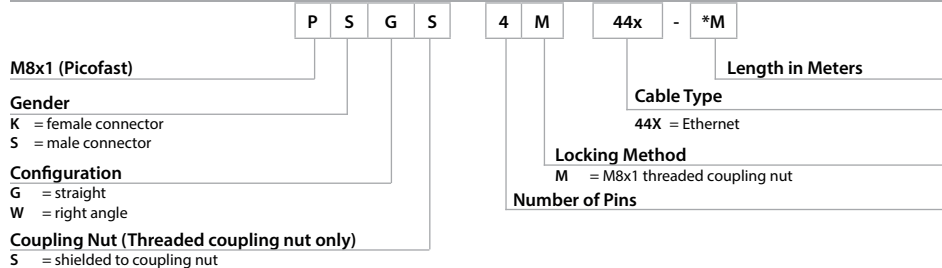 P S G S 4 M 44x - *M
M8x1 (Picofast)
Length in Meters
Gender
Cable Type
K = female connector
44X = Ethernet
S = male connector
Locking Method
Configuration
M = M8x1 threaded coupling nut
G = straight
Number of Pins
W = right angle
Coupling Nut (Threaded coupling nut only)
S = shielded to coupling nut